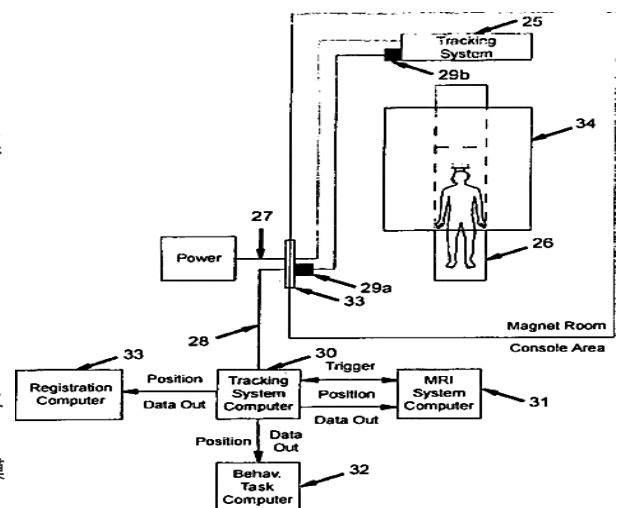 25
Tracking
System
29b
34
27
Power
29a
33
26
28
Magnet Room
Console Area
33
30
Registration
Computer
Position
Data Out
Tracking
System
Computer
Trigger
Position
Data Out
MRI
System
Computer
31
Position
Data
Out
Behav.
Task
Computer
32